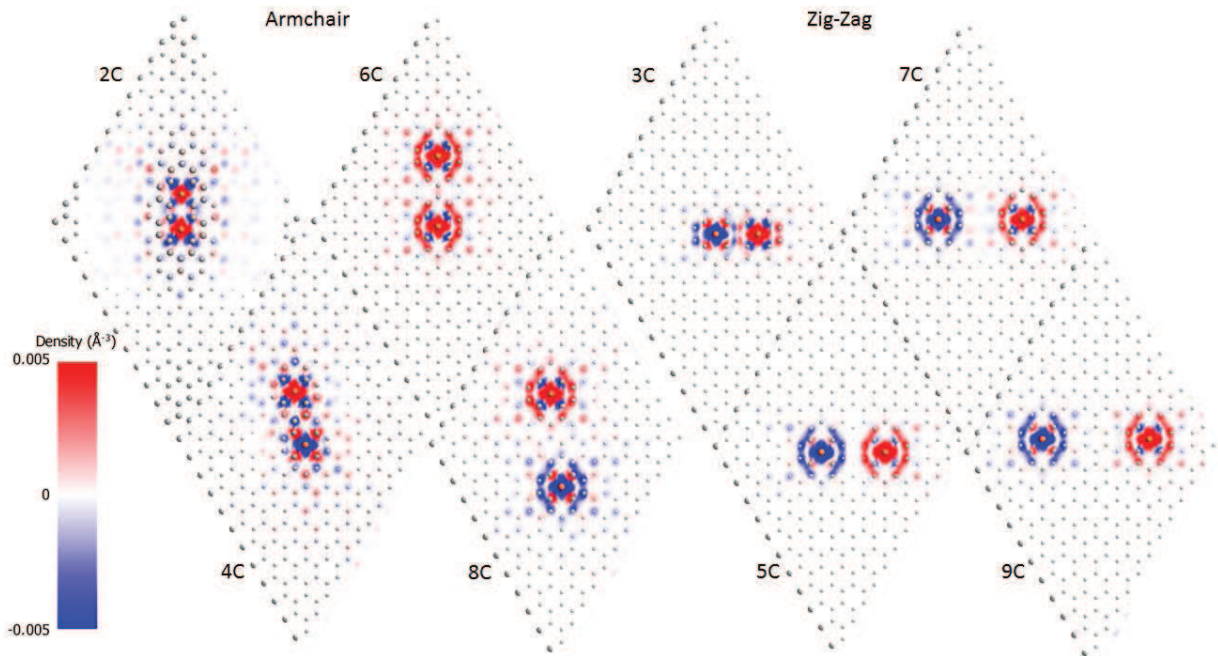 Armchair
Zig-Zag
2C
6C
3C
7C
Density (Å⁻³)
0.005
0
-0.005
4C
8C
5C
9C